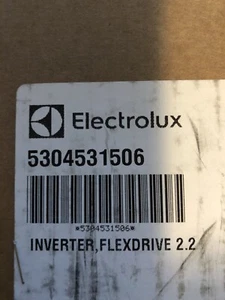 Electrolux
5304531506
*5304531506*
INVERTER,FLEXDRIVE 2.2